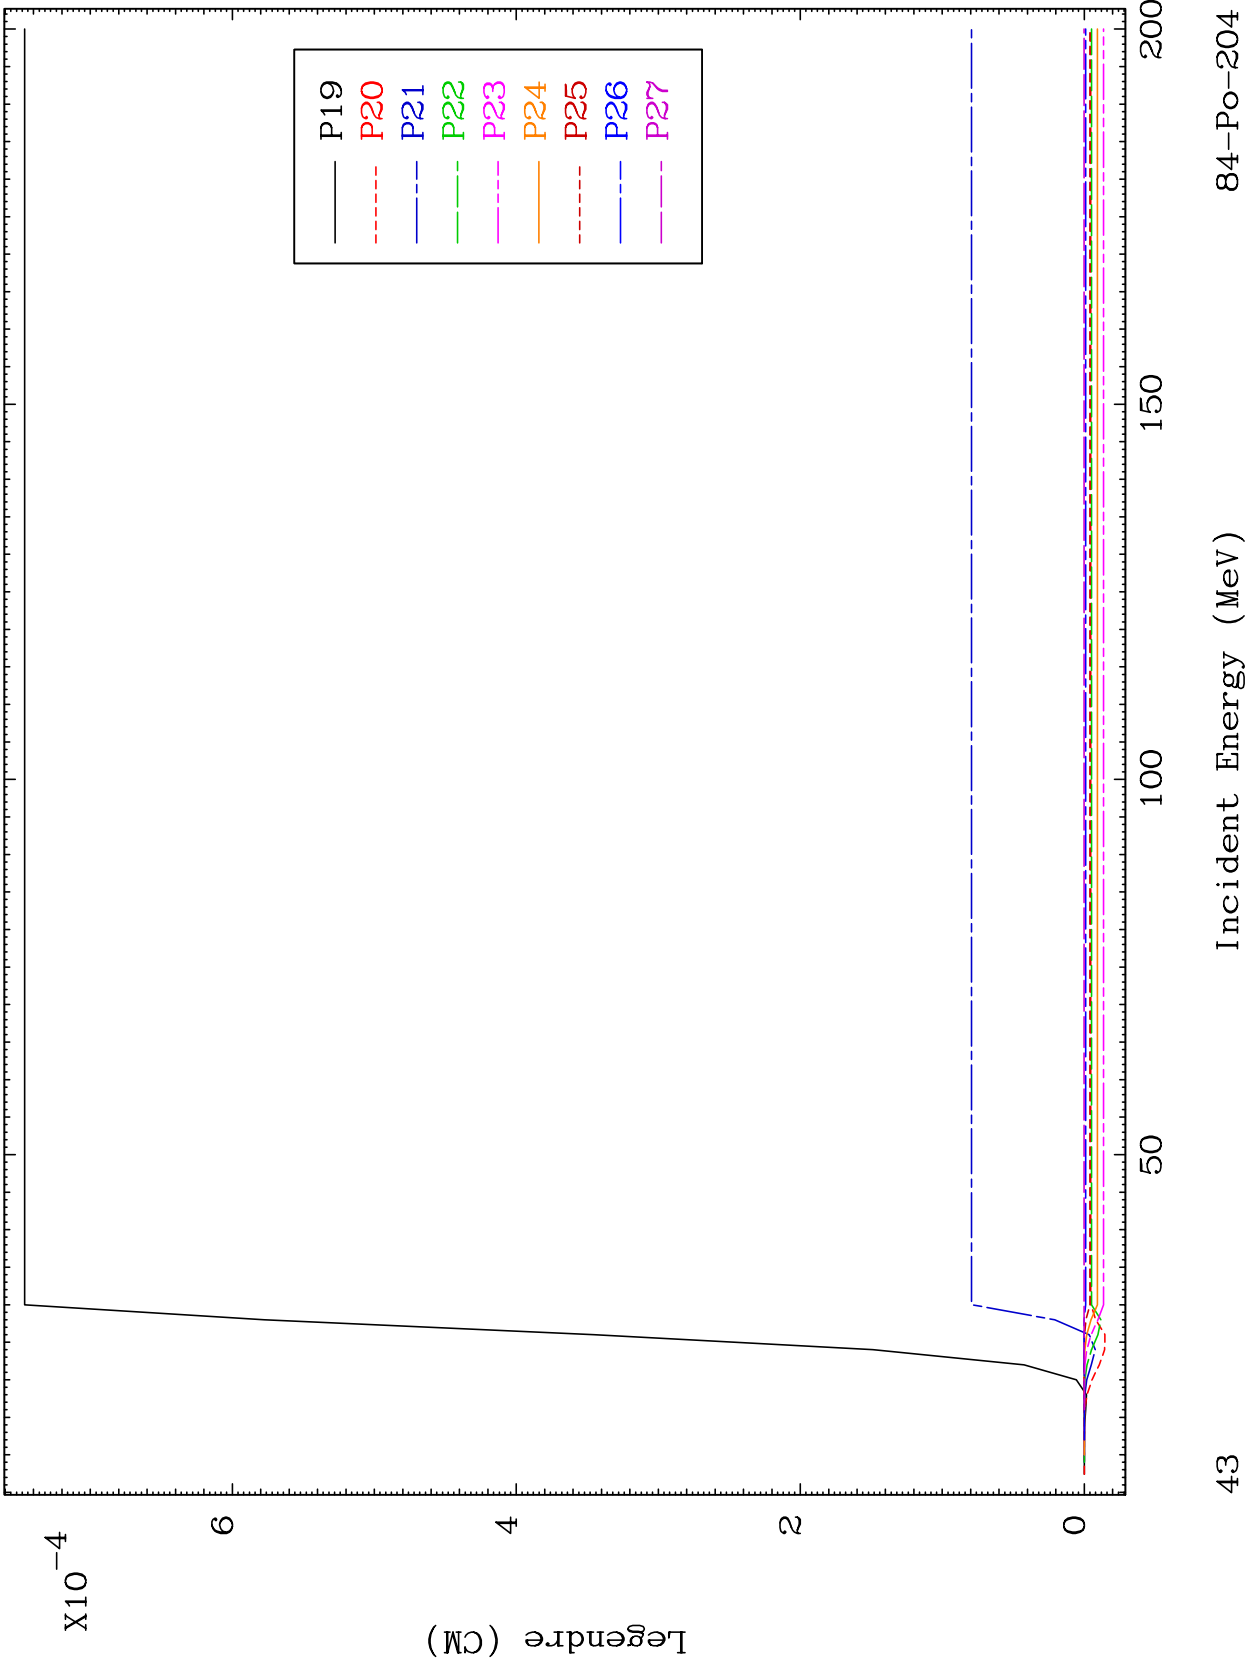 X10
-4
Legendre (CM)
6
4
2
0
P19
P20
P21
P22
P23
P24
P25
P26
P27
50
100
150
200
Incident Energy (MeV)
43
84-Po-204